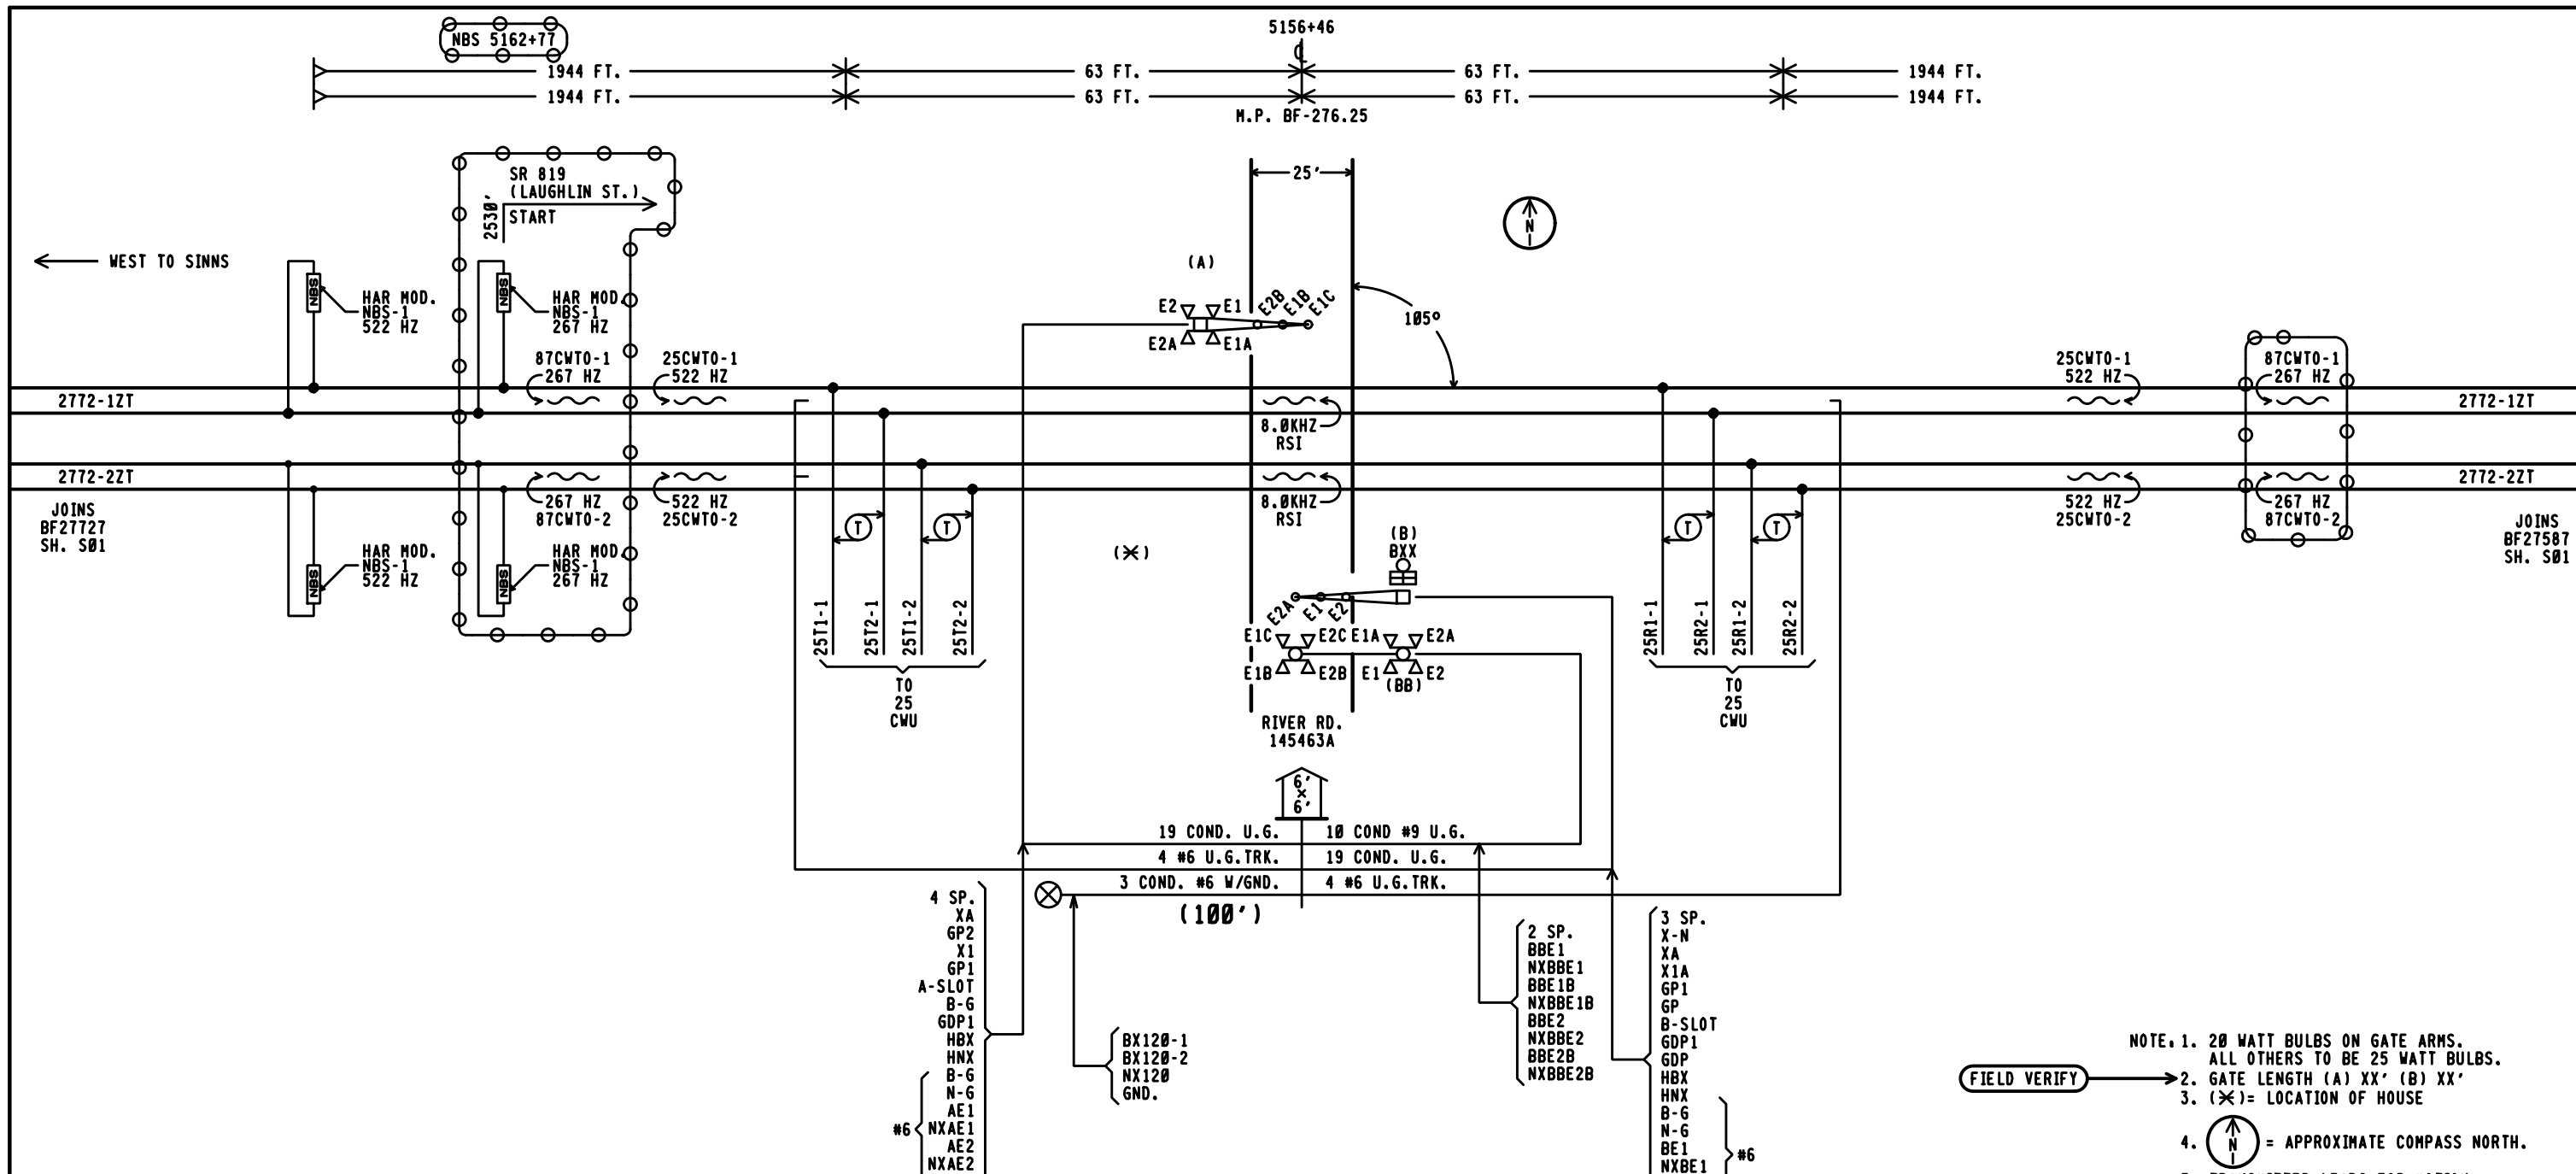 NBS 5162+77
5156+46
1944 FT.
63 FT.
63 FT.
1944 FT.
1944 FT.
63 FT.
63 FT.
1944 FT.
M.P. BF-276.25
25'
SR 819
(LAUGHLIN ST.)
START
2530'
N
WEST TO SINNS
(A)
HAR MOD.
NBS-1
522 HZ
NBS
HAR MOD.
NBS-1
267 HZ
NBS
E2
E1
E2B
E1B
E1C
E2A
E1A
105°
87CWTO-1
267 HZ
25CWTO-1
522 HZ
25CWTO-1
522 HZ
87CWTO-1
267 HZ
2772-1ZT
2772-1ZT
8.0KHZ
RSI
2772-2ZT
2772-2ZT
267 HZ
87CWTO-2
522 HZ
25CWTO-2
8.0KHZ
RSI
522 HZ
25CWTO-2
267 HZ
87CWTO-2
JOINS
BF27727
SH. S01
JOINS
BF27587
SH. S01
HAR MOD.
NBS-1
522 HZ
NBS
HAR MOD.
NBS-1
267 HZ
NBS
T
T
T
T
(B)
BXX
E2A
E1
E2
25T1-1
25T2-1
25T1-2
25T2-2
25R1-1
25R2-1
25R1-2
25R2-2
E1C
E2C
E1A
E2A
E1B
E2B
E1
E2
(BB)
TO
25
CWU
TO
25
CWU
RIVER RD.
145463A
6'
×
6'
19 COND. U.G.
10 COND #9 U.G.
4 #6 U.G.TRK.
19 COND. U.G.
3 COND. #6 W/GND.
4 #6 U.G.TRK.
(100')
4 SP.
XA
GP2
X1
GP1
A-SLOT
B-G
GDP1
HBX
HNX
B-G
N-G
AE1
NXAE1
AE2
NXAE2
#6
BX120-1
BX120-2
NX120
GND.
2 SP.
BBE1
NXBBE1
BBE1B
NXBBE1B
BBE2
NXBBE2
BBE2B
NXBBE2B
3 SP.
X-N
XA
X1A
GP1
GP
B-SLOT
GDP1
GDP
HBX
HNX
B-G
N-G
BE1
NXBE1
#6
FIELD VERIFY
NOTE: 1. 20 WATT BULBS ON GATE ARMS.
ALL OTHERS TO BE 25 WATT BULBS.
2. GATE LENGTH (A) XX' (B) XX'
3. ( )= LOCATION OF HOUSE
4. N = APPROXIMATE COMPASS NORTH.